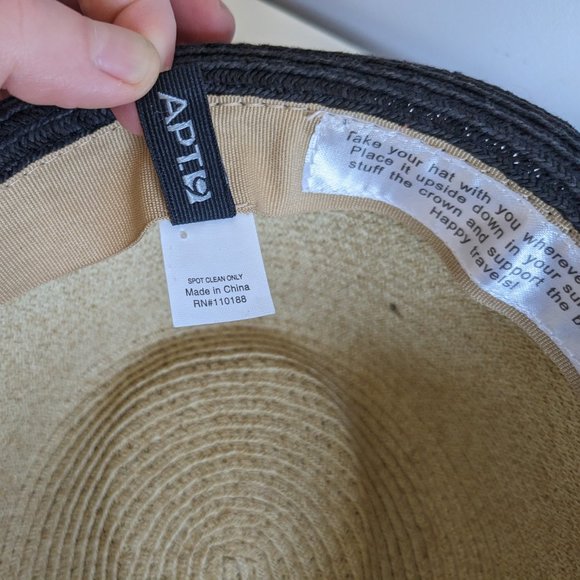 APT.9
SPOT CLEAN ONLY
Made in China
RN#110188
Take your hat with you
Place it upside down in your
stuff the crown and support the
Happy travels!